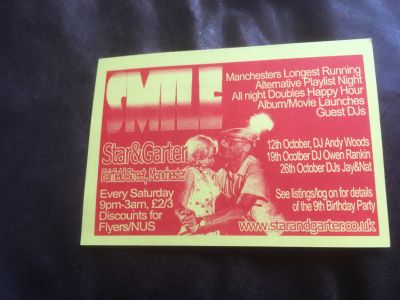 SMILE
Manchesters Longest Running
Alternative Playlist Night
All night Doubles Happy Hour
Album/Movie Launches
Guest DJs
Star&Garter
Fairfield Street, Manchester
Every Saturday
9pm-3am, £2/3
Discounts for
Flyers/NUS
12th October, DJ Andy Woods
19th Ocotber DJ Owen Rankin
26th October DJs Jay&Nat
See listings/log on for details
of the 9th Birthday Party
www.starandgarter.co.uk